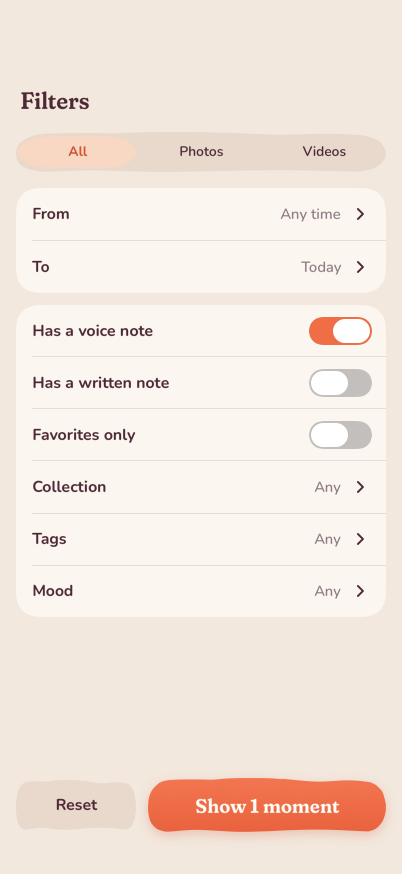 Filters
All Photos Videos
From Any time
To Today
Has a voice note
Has a written note
Favorites only
Collection Any
Tags Any
Mood Any
Reset Show 1 moment